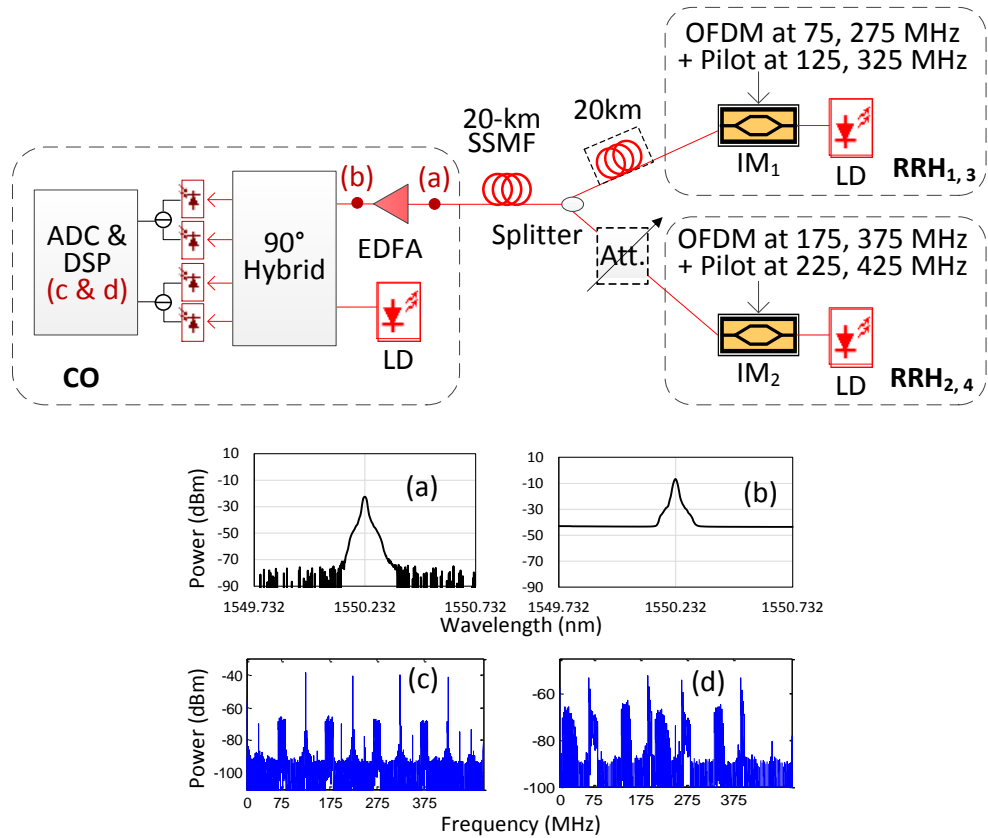 OFDM at 75, 275 MHz
+ Pilot at 125, 325 MHz
IM1
LD
RRH1, 3
20km
20-km
SSMF
Splitter
Att.
OFDM at 175, 375 MHz
+ Pilot at 225, 425 MHz
IM2
LD
RRH2, 4
(b)
(a)
EDFA
90°
Hybrid
ADC &
DSP
(c & d)
LD
CO
Power (dBm)
10
-10
-30
-50
-70
-90
(a)
1549.732
1550.232
1550.732
10
-10
-30
-50
-70
-90
(b)
1549.732
1550.232
1550.732
Wavelength (nm)
Power (dBm)
-40
-60
-80
-100
(c)
0
75
175
275
375
-60
-80
-100
(d)
0
75
175
275
375
Frequency (MHz)